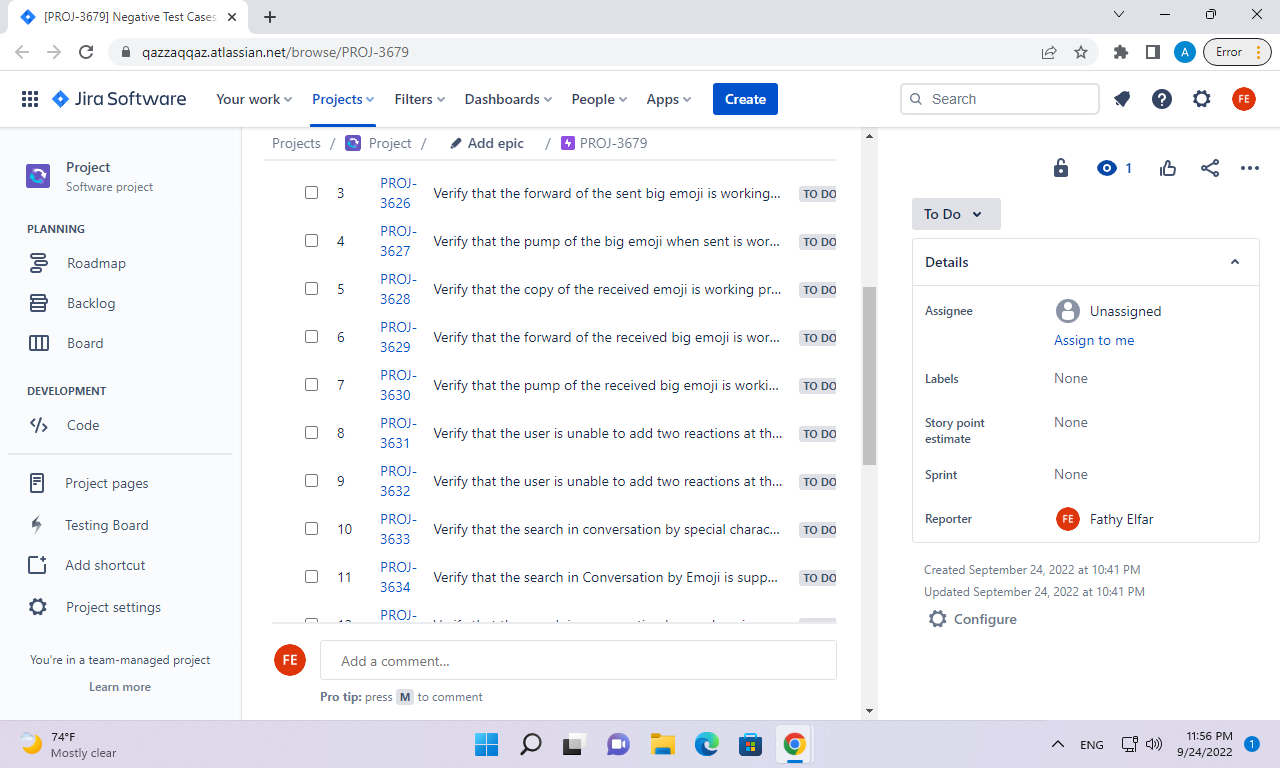 [PROJ-3679] Negative Test Cases
qazzaqqaz.atlassian.net/browse/PROJ-3679
A
Error
Jira Software
Your work
Projects
Filters
Dashboards
People
Apps
Create
Search
FE
Project
Software project
PLANNING
Roadmap
Backlog
Board
DEVELOPMENT
Code
Project pages
Testing Board
Add shortcut
Project settings
You're in a team-managed project
Learn more
Projects / Project / Add epic / PROJ-3679
3 PROJ-3626 Verify that the forward of the sent big emoji is working... TO DO
4 PROJ-3627 Verify that the pump of the big emoji when sent is wor... TO DO
5 PROJ-3628 Verify that the copy of the received emoji is working pr... TO DO
6 PROJ-3629 Verify that the forward of the received big emoji is wor... TO DO
7 PROJ-3630 Verify that the pump of the received big emoji is worki... TO DO
8 PROJ-3631 Verify that the user is unable to add two reactions at th... TO DO
9 PROJ-3632 Verify that the user is unable to add two reactions at th... TO DO
10 PROJ-3633 Verify that the search in conversation by special charac... TO DO
11 PROJ-3634 Verify that the search in Conversation by Emoji is supp... TO DO
PROJ-
FE
Add a comment...
Pro tip: press M to comment
1
To Do
Details
Assignee
Unassigned
Assign to me
Labels
None
Story point
estimate
None
Sprint
None
Reporter
FE
Fathy Elfar
Created September 24, 2022 at 10:41 PM
Updated September 24, 2022 at 10:41 PM
Configure
74°F
Mostly clear
ENG
11:56 PM
9/24/2022
1